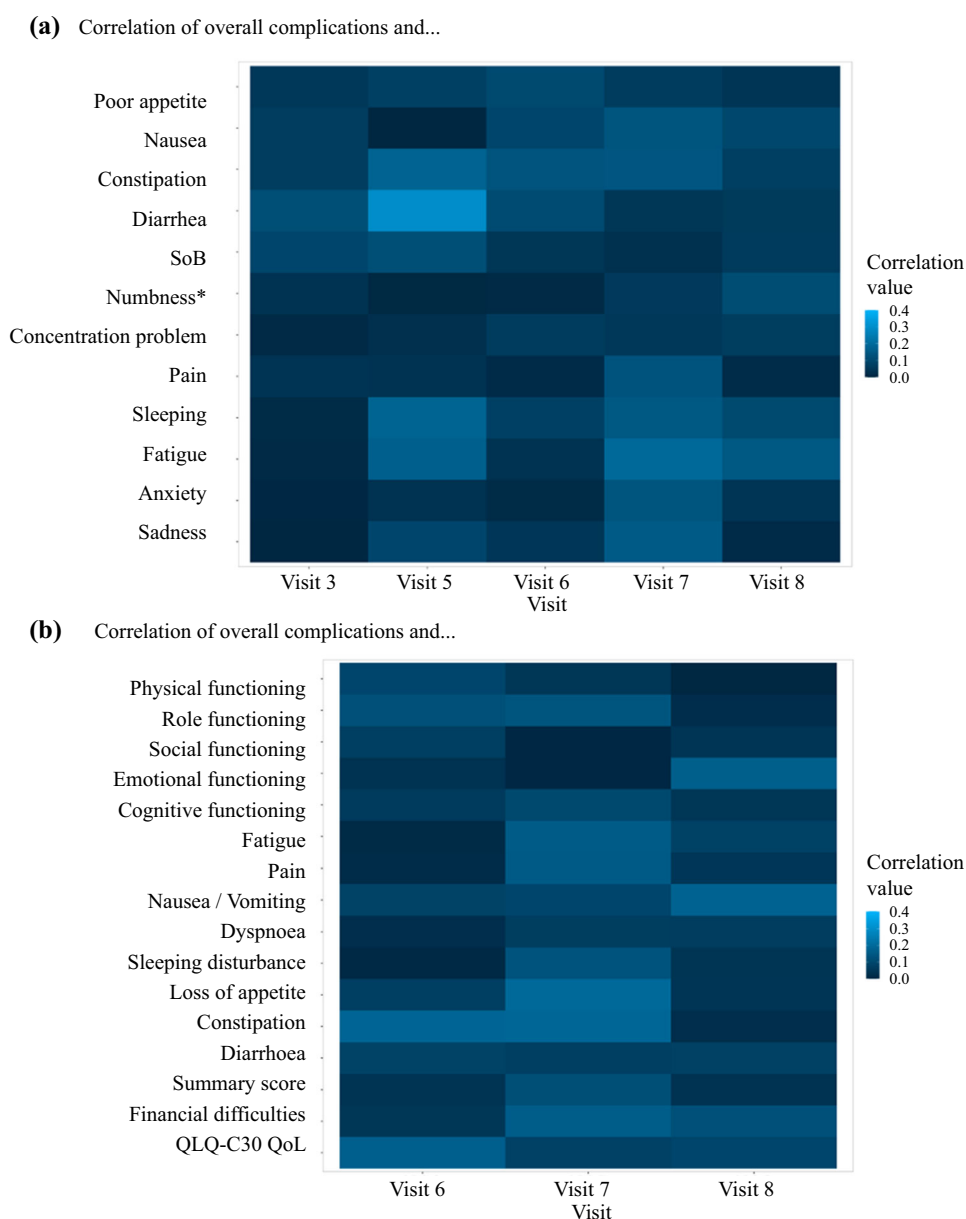 (a) Correlation of overall complications and...
Poor appetite
Nausea
Constipation
Diarrhea
SoB
Numbness*
Concentration problem
Pain
Sleeping
Fatigue
Anxiety
Sadness
Visit 3 Visit 5 Visit 6 Visit 7 Visit 8
Visit
Correlation
value
0.4
0.3
0.2
0.1
0.0
(b) Correlation of overall complications and...
Physical functioning
Role functioning
Social functioning
Emotional functioning
Cognitive functioning
Fatigue
Pain
Nausea / Vomiting
Dyspnoea
Sleeping disturbance
Loss of appetite
Constipation
Diarrhoea
Summary score
Financial difficulties
QLQ-C30 QoL
Visit 6 Visit 7 Visit 8
Visit
Correlation
value
0.4
0.3
0.2
0.1
0.0